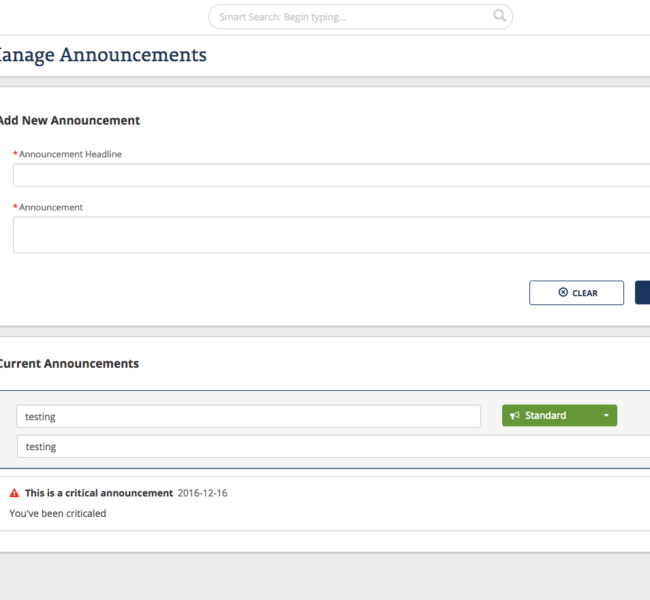 Smart Search: Begin typing...
anage Announcements
Add New Announcement
* Announcement Headline
* Announcement
CLEAR
Current Announcements
testing
Standard
testing
This is a critical announcement 2016-12-16
You've been criticaled